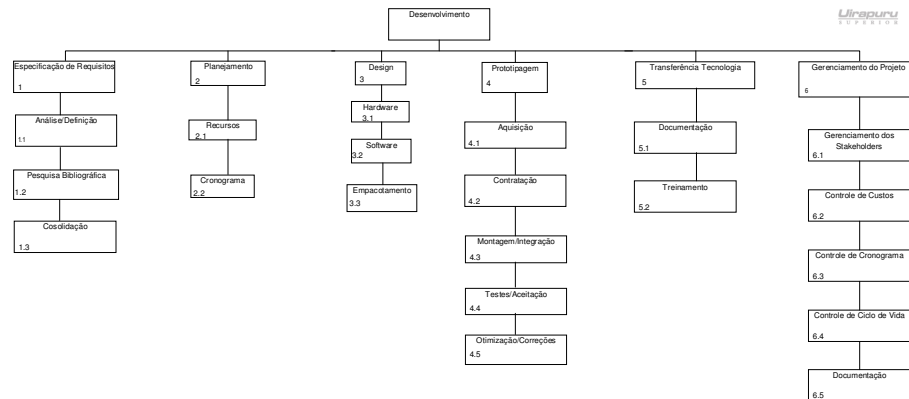 Desenvolvimento
Uirapuru
SUPERIOR
Especificação de Requisitos
1
Análise/Definição
1.1
Pesquisa Bibliográfica
1.2
Cosolidação
1.3
Planejamento
2
Recursos
2.1
Cronograma
2.2
Design
3
Hardware
3.1
Software
3.2
Empacotamento
3.3
Prototipagem
4
Aquisição
4.1
Contratação
4.2
Montagem/Integração
4.3
Testes/Aceitação
4.4
Otimização/Correções
4.5
Transferência Tecnologia
5
Documentação
5.1
Treinamento
5.2
Gerenciamento do Projeto
6
Gerenciamento dos
Stakeholders
6.1
Controle de Custos
6.2
Controle de Cronograma
6.3
Controle de Ciclo de Vida
6.4
Documentação
6.5